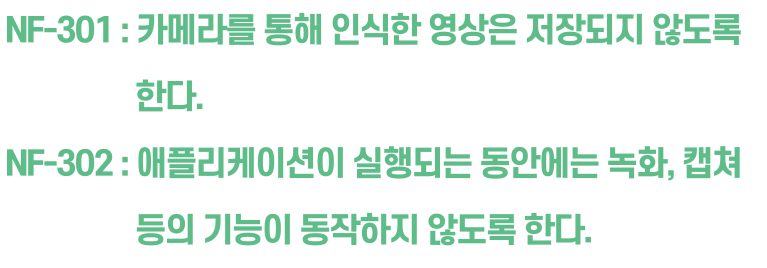 NF-301 : 카메라를 통해 인식한 영상은 저장되지 않도록
한다.
NF-302 : 애플리케이션이 실행되는 동안에는 녹화, 캡쳐
등의 기능이 동작하지 않도록 한다.